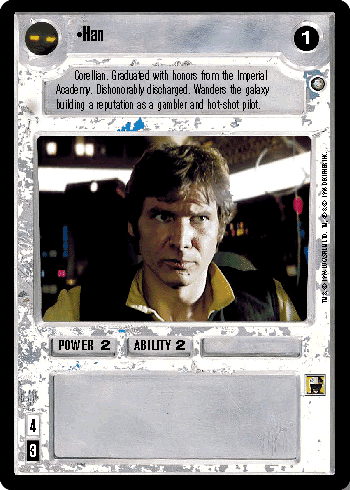 •Han
1
Corellian. Graduated with honors from the Imperial
Academy. Dishonorably discharged. Wanders the galaxy
building a reputation as a gambler and hot-shot pilot.
POWER 2 ABILITY 2
4
3